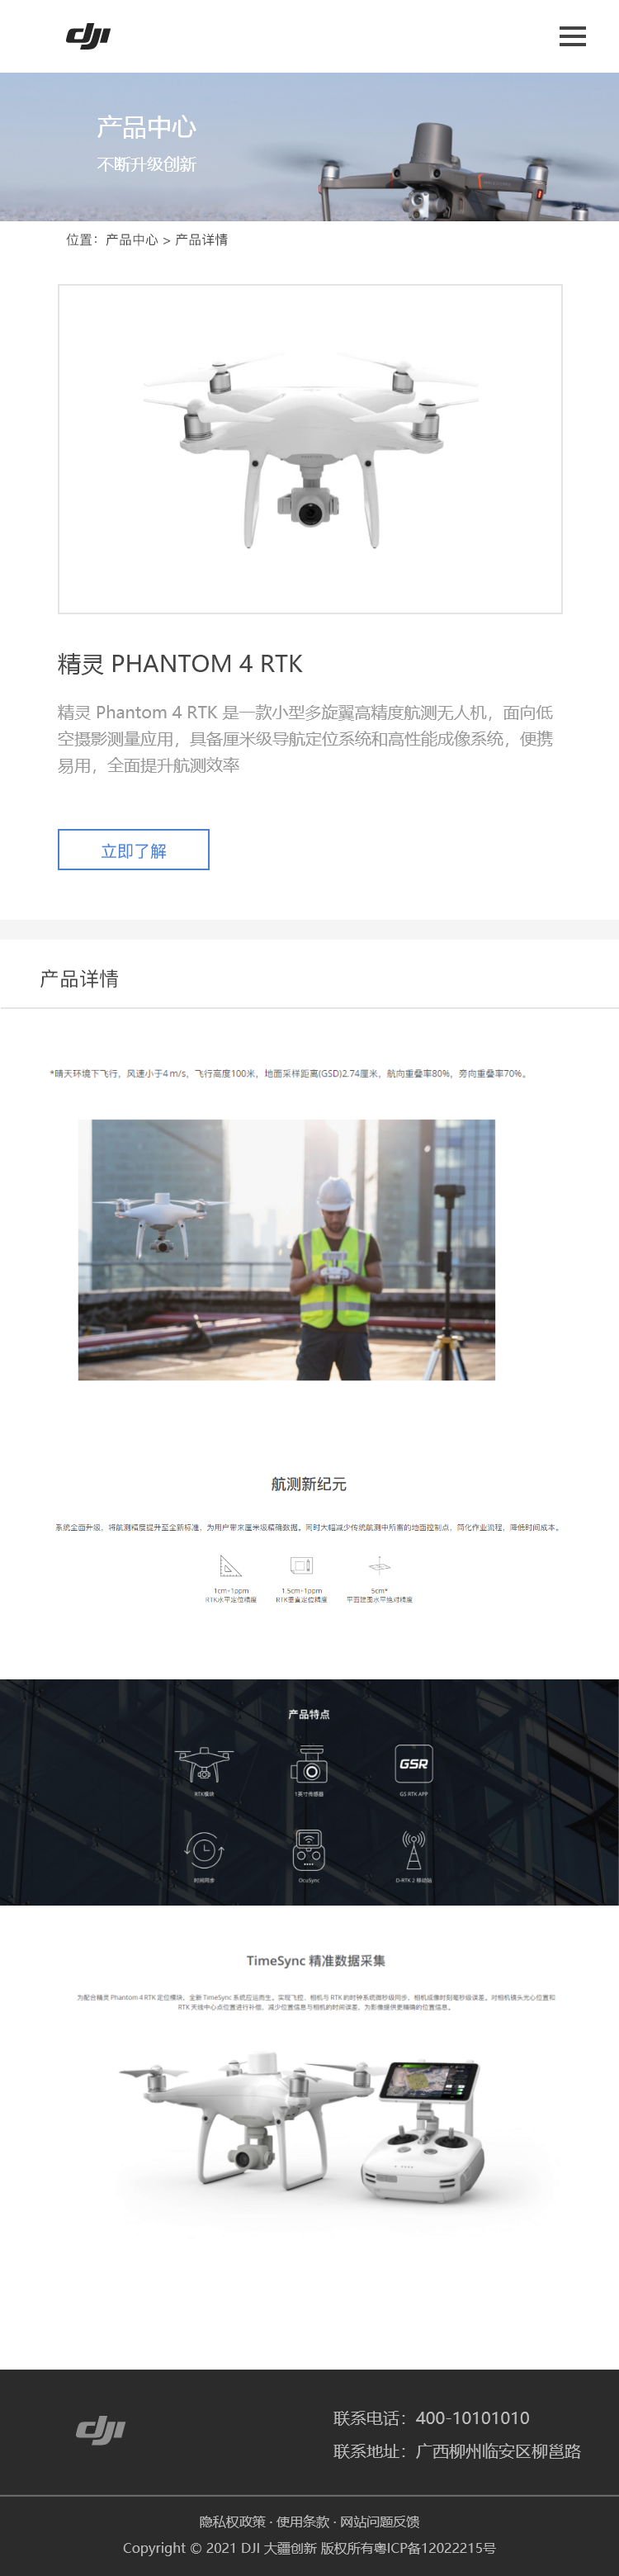 dji
产品中心
不断升级创新
位置：产品中心 > 产品详情
精灵 PHANTOM 4 RTK
精灵 Phantom 4 RTK 是一款小型多旋翼高精度航测无人机，面向低
空摄影测量应用，具备厘米级导航定位系统和高性能成像系统，便携
易用，全面提升航测效率
立即了解
产品详情
*晴天环境下飞行，风速小于4 m/s，飞行高度100米，地面采样距离(GSD)2.74厘米，航向重叠率80%，旁向重叠率70%。
航测新纪元
系统全面升级，将航测精度提升至全新标准，为用户带来厘米级精确数据。同时大幅减少传统航测中所需的地面控制点，简化作业流程，降低时间成本。
1cm+1ppm 1.5cm+1ppm 5cm*
RTK水平定位精度 RTK垂直定位精度 平面地面水平绝对精度
产品特点
GSR
RTK模块 1英寸传感器 GS RTK APP
时间同步 OcuSync D-RTK 2 移动站
TimeSync 精准数据采集
为配合精灵 Phantom 4 RTK 定位模块，全新 TimeSync 系统应运而生。实现飞控、相机与 RTK 的时钟系统微秒级同步，相机成像时刻毫秒级误差。对相机镜头光心位置和
RTK 天线中心点位置进行补偿，减少位置信息与相机的时间误差，为影像提供更精确的位置信息。
dji
联系电话：400-10101010
联系地址：广西柳州临安区柳邕路
隐私权政策 · 使用条款 · 网站问题反馈
Copyright © 2021 DJI 大疆创新 版权所有粤ICP备12022215号